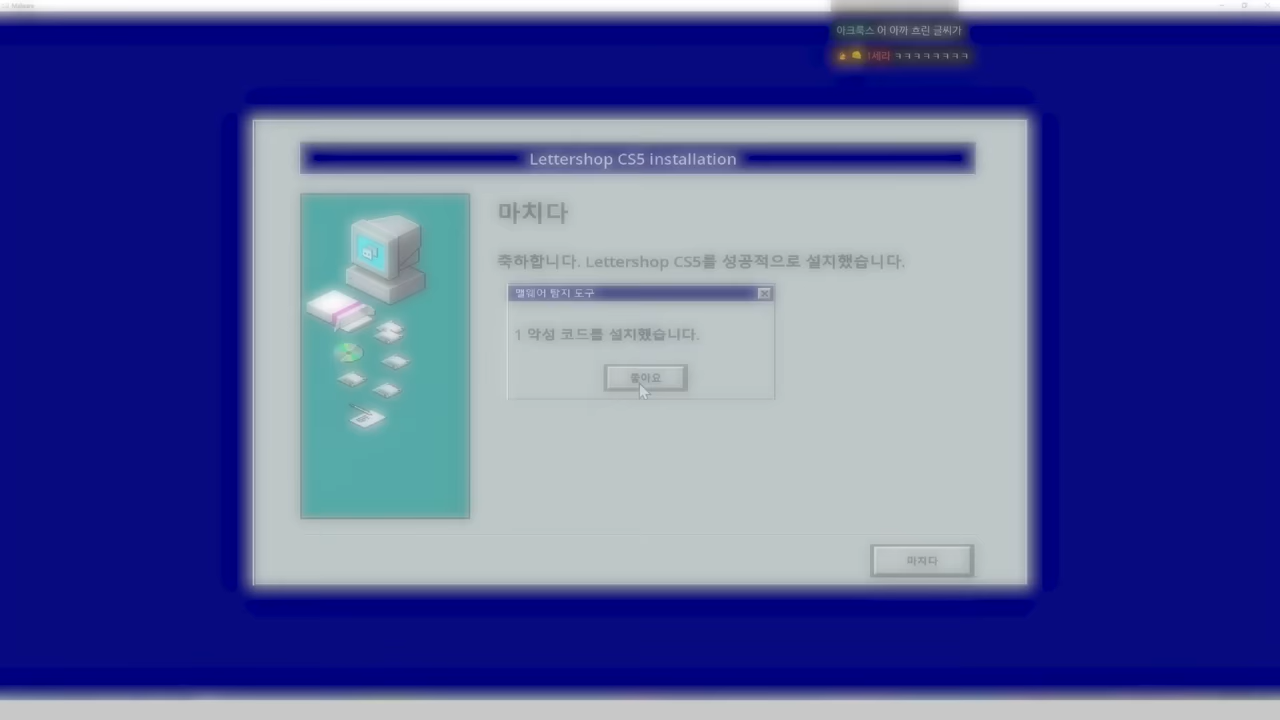 Malware
아크룩스 이 아까 흐린 글씨가
1세리 ㅋㅋㅋㅋㅋㅋㅋㅋ
Lettershop CS5 installation
마치다
축하합니다. Lettershop CS5를 성공적으로 설치했습니다.
맬웨어 탐지 도구
1 악성 코드를 설치했습니다.
좋아요
마치다